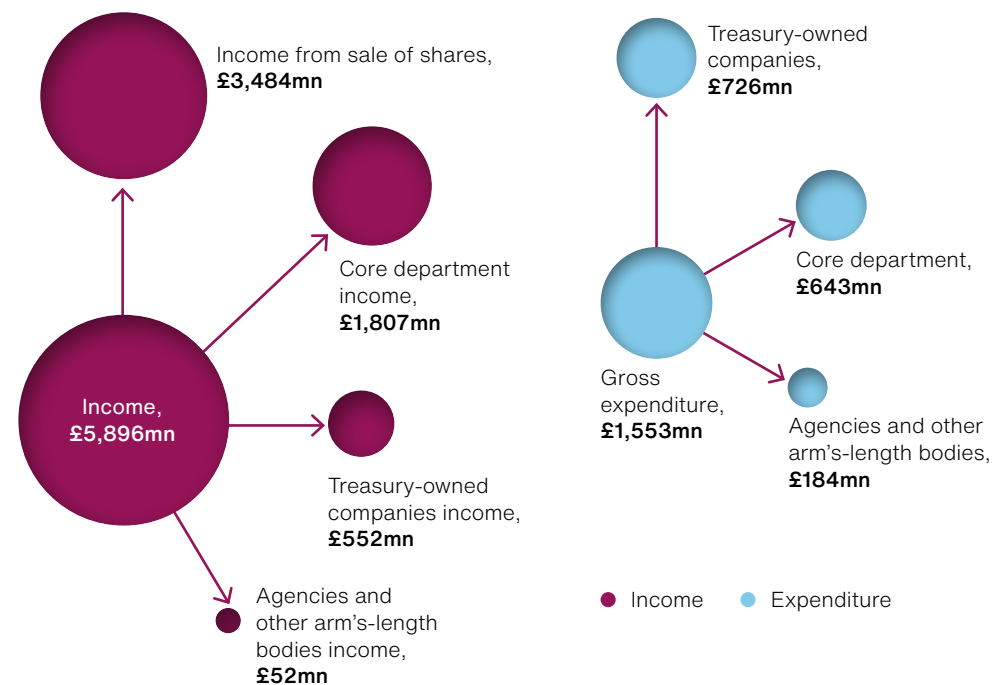 Income from sale of shares,
£3,484mn
Core department
income,
£1,807mn
Income,
£5,896mn
Treasury-owned
companies income,
£552mn
Agencies and
other arm’s-length
bodies income,
£52mn
Treasury-owned
companies,
£726mn
Core department,
£643mn
Gross
expenditure,
£1,553mn
Agencies and other
arm’s-length bodies,
£184mn
Income
Expenditure